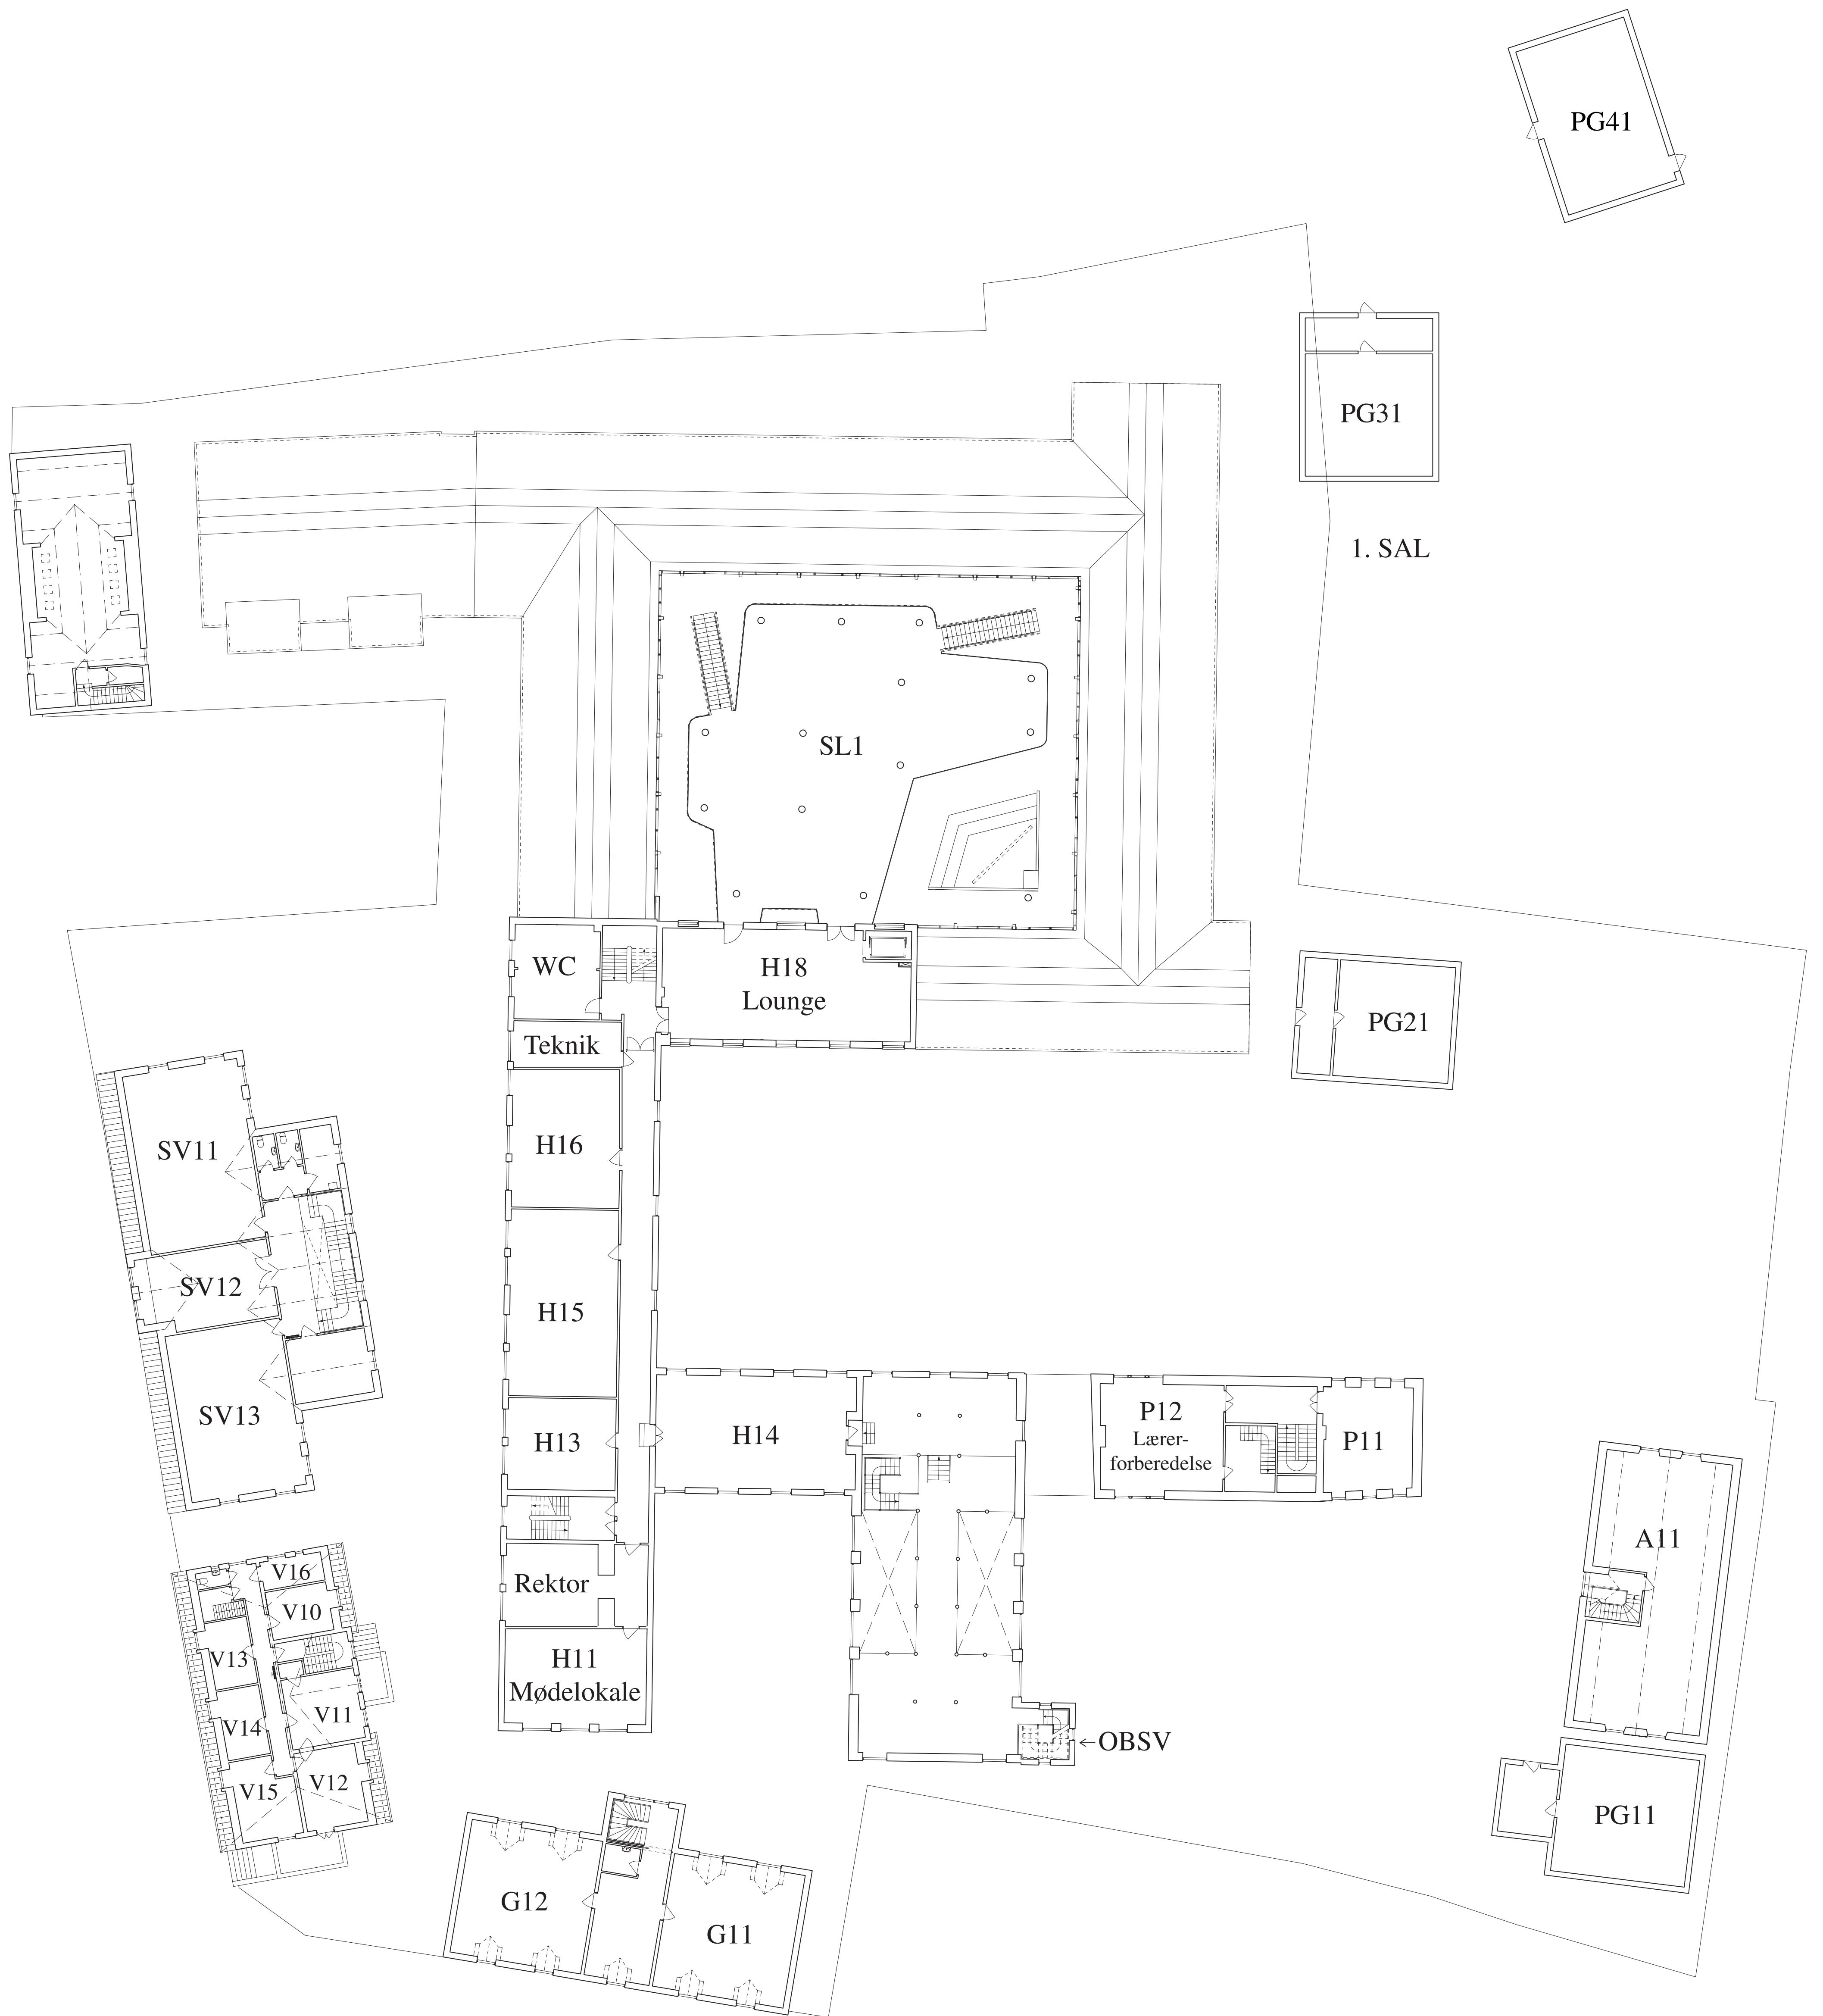 PG41
PG31
1. SAL
SL1
WC
H18
Lounge
Teknik
PG21
SV11
H16
SV12
H15
SV13
H13
H14
P12
Lærer-
forberedelse
P11
A11
V16
V10
Rektor
V13
H11
Mødelokale
V11
V14
OBSV
V15
V12
PG11
G12
G11